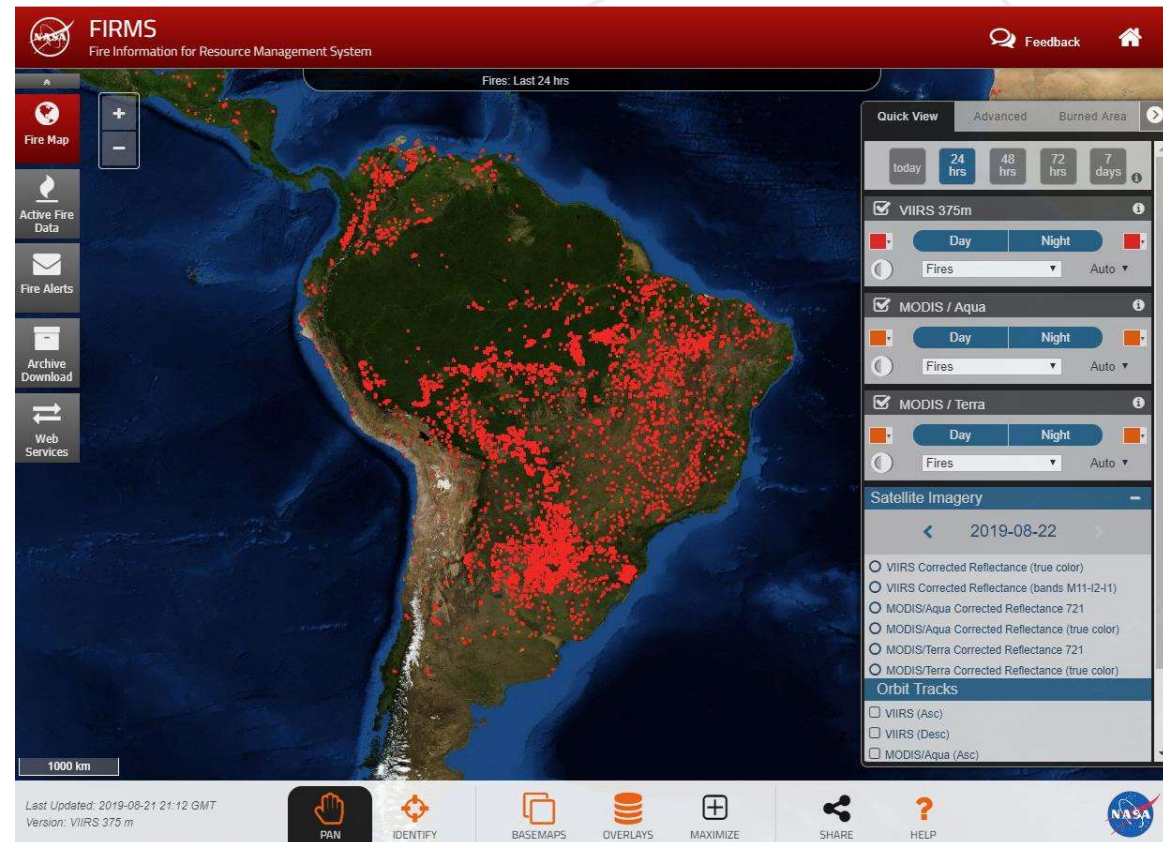 NASA
FIRMS
Fire Information for Resource Management System
Feedback
Fires: Last 24 hrs
Fire Map
Active Fire
Data
Fire Alerts
Archive
Download
Web
Services
+
−
Quick View
Advanced
Burned Area
today
24
hrs
48
hrs
72
hrs
7
days
VIIRS 375m
Day
Night
Fires
Auto
MODIS / Aqua
Day
Night
Fires
Auto
MODIS / Terra
Day
Night
Fires
Auto
Satellite Imagery
2019-08-22
VIIRS Corrected Reflectance (true color)
VIIRS Corrected Reflectance (bands M11-I2-I1)
MODIS/Aqua Corrected Reflectance 721
MODIS/Aqua Corrected Reflectance (true color)
MODIS/Terra Corrected Reflectance 721
MODIS/Terra Corrected Reflectance (true color)
Orbit Tracks
VIIRS (Asc)
VIIRS (Desc)
MODIS/Aqua (Asc)
1000 km
Last Updated: 2019-08-21 21:12 GMT
Version: VIIRS 375 m
PAN
IDENTIFY
BASEMAPS
OVERLAYS
MAXIMIZE
SHARE
?
HELP
NASA